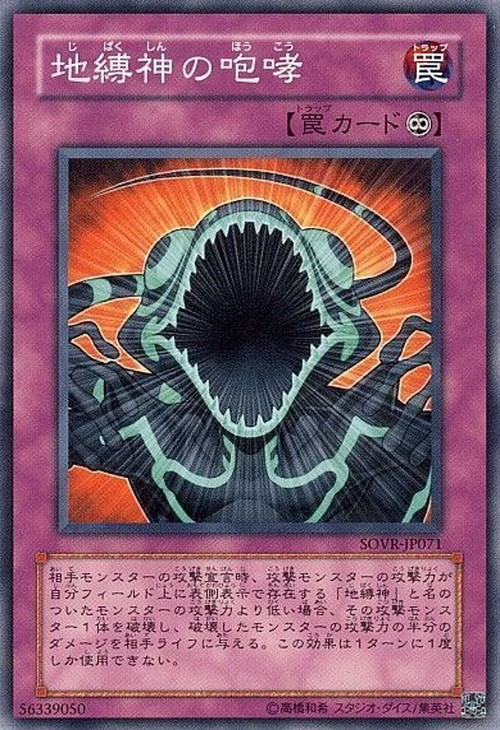 地縛神の咆哮
罠
【罠カード】
SOVR-JP071
相手モンスターの攻撃宣言時、攻撃モンスターの攻撃力が
自分フィールド上に表側表示で存在する「地縛神」と名の
ついたモンスターの攻撃力より低い場合、その攻撃モンス
ター1体を破壊し、破壊したモンスターの攻撃力の半分の
ダメージを相手ライフに与える。この効果は1ターンに1度
しか使用できない。
56339050
©高橋和希 スタジオ・ダイス/集英社